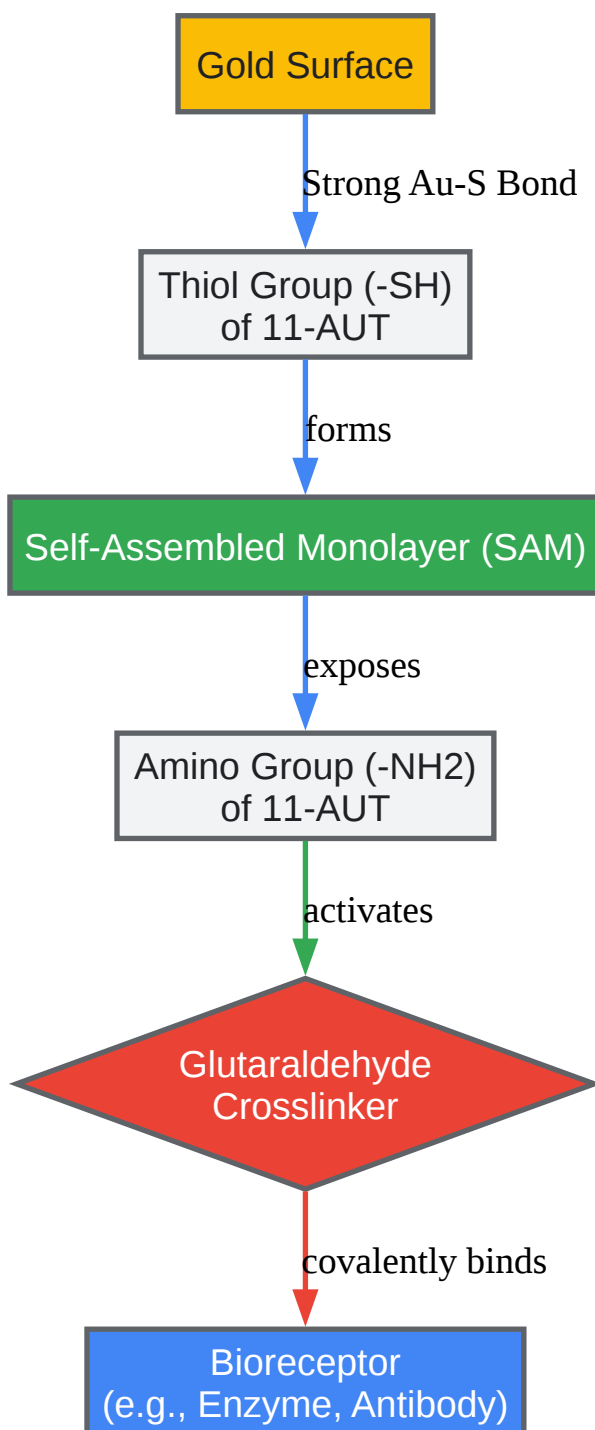 Gold Surface
Strong Au-S Bond
Thiol Group (-SH)
of 11-AUT
forms
Self-Assembled Monolayer (SAM)
exposes
Amino Group (-NH2)
of 11-AUT
activates
Glutaraldehyde
Crosslinker
covalently binds
Bioreceptor
(e.g., Enzyme, Antibody)